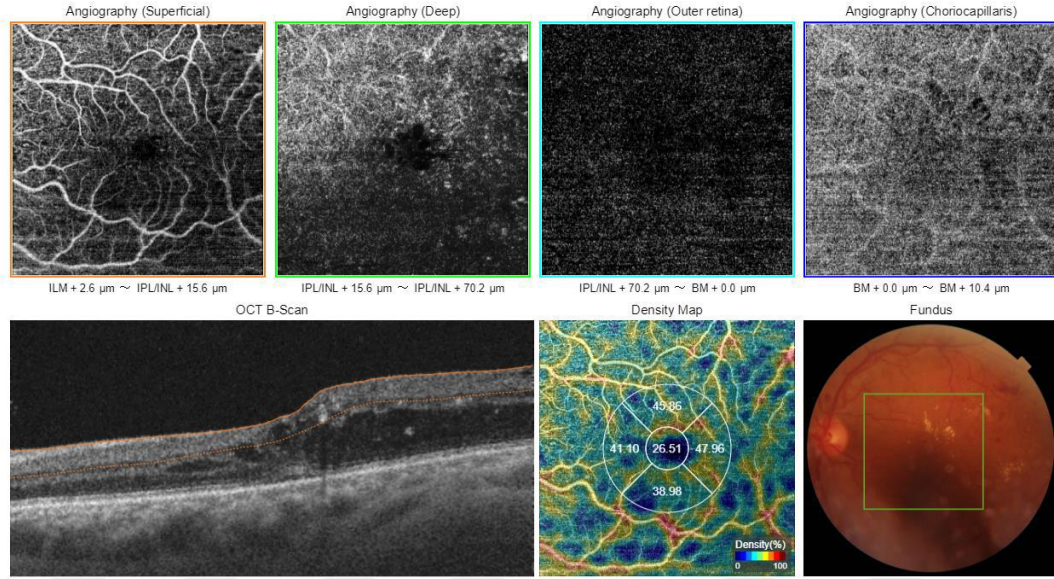 Angiography (Superficial)
Angiography (Deep)
Angiography (Outer retina)
Angiography (Choriocapillaris)
ILM + 2.6 μm ~ IPL/INL + 15.6 μm
IPL/INL + 15.6 μm ~ IPL/INL + 70.2 μm
IPL/INL + 70.2 μm ~ BM + 0.0 μm
BM + 0.0 μm ~ BM + 10.4 μm
OCT B-Scan
Density Map
Fundus
45.86
41.10 26.51 47.96
38.98
Density(%)
0 100